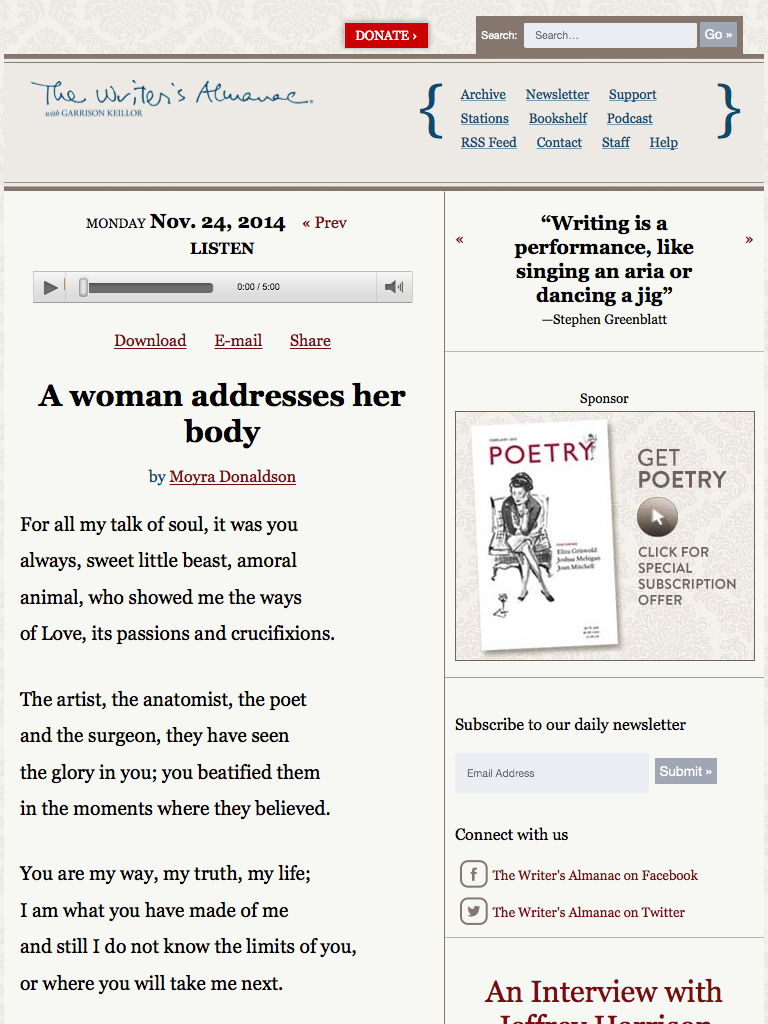 DONATE ›
Search:
Search...
Go »
The Writer's Almanac.
with GARRISON KEILLOR
{
Archive Newsletter Support
Stations Bookshelf Podcast
RSS Feed Contact Staff Help
}
MONDAY Nov. 24, 2014 « Prev
LISTEN
0:00 / 5:00
Download E-mail Share
A woman addresses her
body
by Moyra Donaldson
For all my talk of soul, it was you
always, sweet little beast, amoral
animal, who showed me the ways
of Love, its passions and crucifixions.
The artist, the anatomist, the poet
and the surgeon, they have seen
the glory in you; you beatified them
in the moments where they believed.
You are my way, my truth, my life;
I am what you have made of me
and still I do not know the limits of you,
or where you will take me next.
«
“Writing is a
performance, like
singing an aria or
dancing a jig”
»
—Stephen Greenblatt
Sponsor
POETRY
FEATURING
Eliza Griswold
Joshua Mehigan
Joan Mitchell
GET
POETRY
CLICK FOR
SPECIAL
SUBSCRIPTION
OFFER
Subscribe to our daily newsletter
Email Address
Submit »
Connect with us
f The Writer's Almanac on Facebook
The Writer's Almanac on Twitter
An Interview with
Jeffrey Harrison